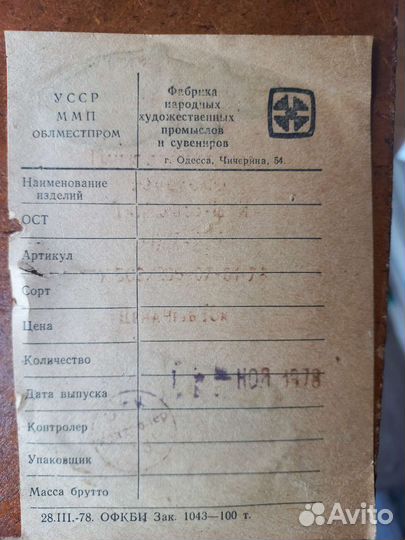 УССР
ММП
ОБЛМЕСТПРОМ
Фабрика
народных
художественных
промыслов
и сувениров
г. Одесса, Чичерина, 54.
Наименование
изделий
ОСТ
Артикул
Сорт
Цена
Количество
Дата выпуска
НОЯ 1978
Контролер
Упаковщик
Масса брутто
28.III.-78. ОФКБИ Зак. 1043—100 т.
Avito